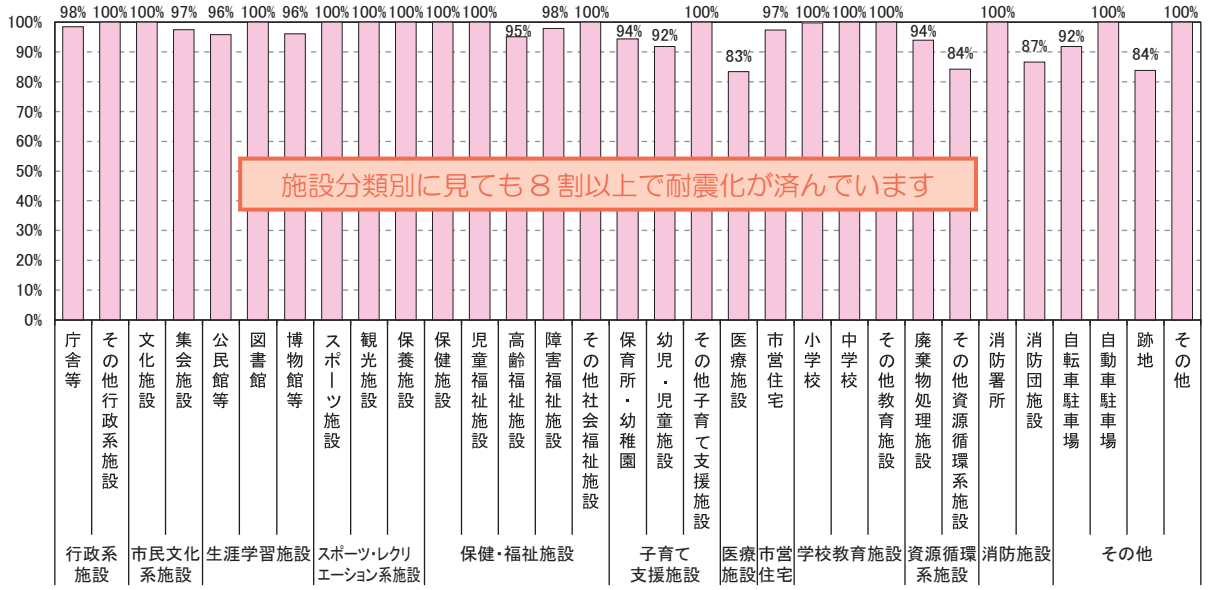 98% 100% 100% 97% 96% 100% 96% 100% 100% 100% 100% 100% 95% 98% 100% 94% 92% 100% 83% 97% 100% 100% 100% 94% 84% 100% 87% 92% 100% 84% 100%
100%
90%
80%
70%
60%
50%
40%
30%
20%
10%
0%
施設分類別に見ても8割以上で耐震化が済んでいます
庁舎等
その他行政系施設
文化施設
集会施設
公民館等
図書館
博物館等
スポーツ施設
観光施設
保養施設
保健施設
児童福祉施設
高齢福祉施設
障害福祉施設
その他社会福祉施設
保育所・幼稚園
幼児・児童施設
その他子育て支援施設
医療施設
市営住宅
小学校
中学校
その他教育施設
廃棄物処理施設
その他資源循環系施設
消防署所
消防団施設
自転車駐車場
自動車駐車場
跡地
その他
行政系
施設
市民文化
系施設
生涯学習施設
スポーツ・レクリ
エーション系施設
保健・福祉施設
子育て
支援施設
医療
施設
市営
住宅
学校教育施設
資源循環
系施設
消防施設
その他